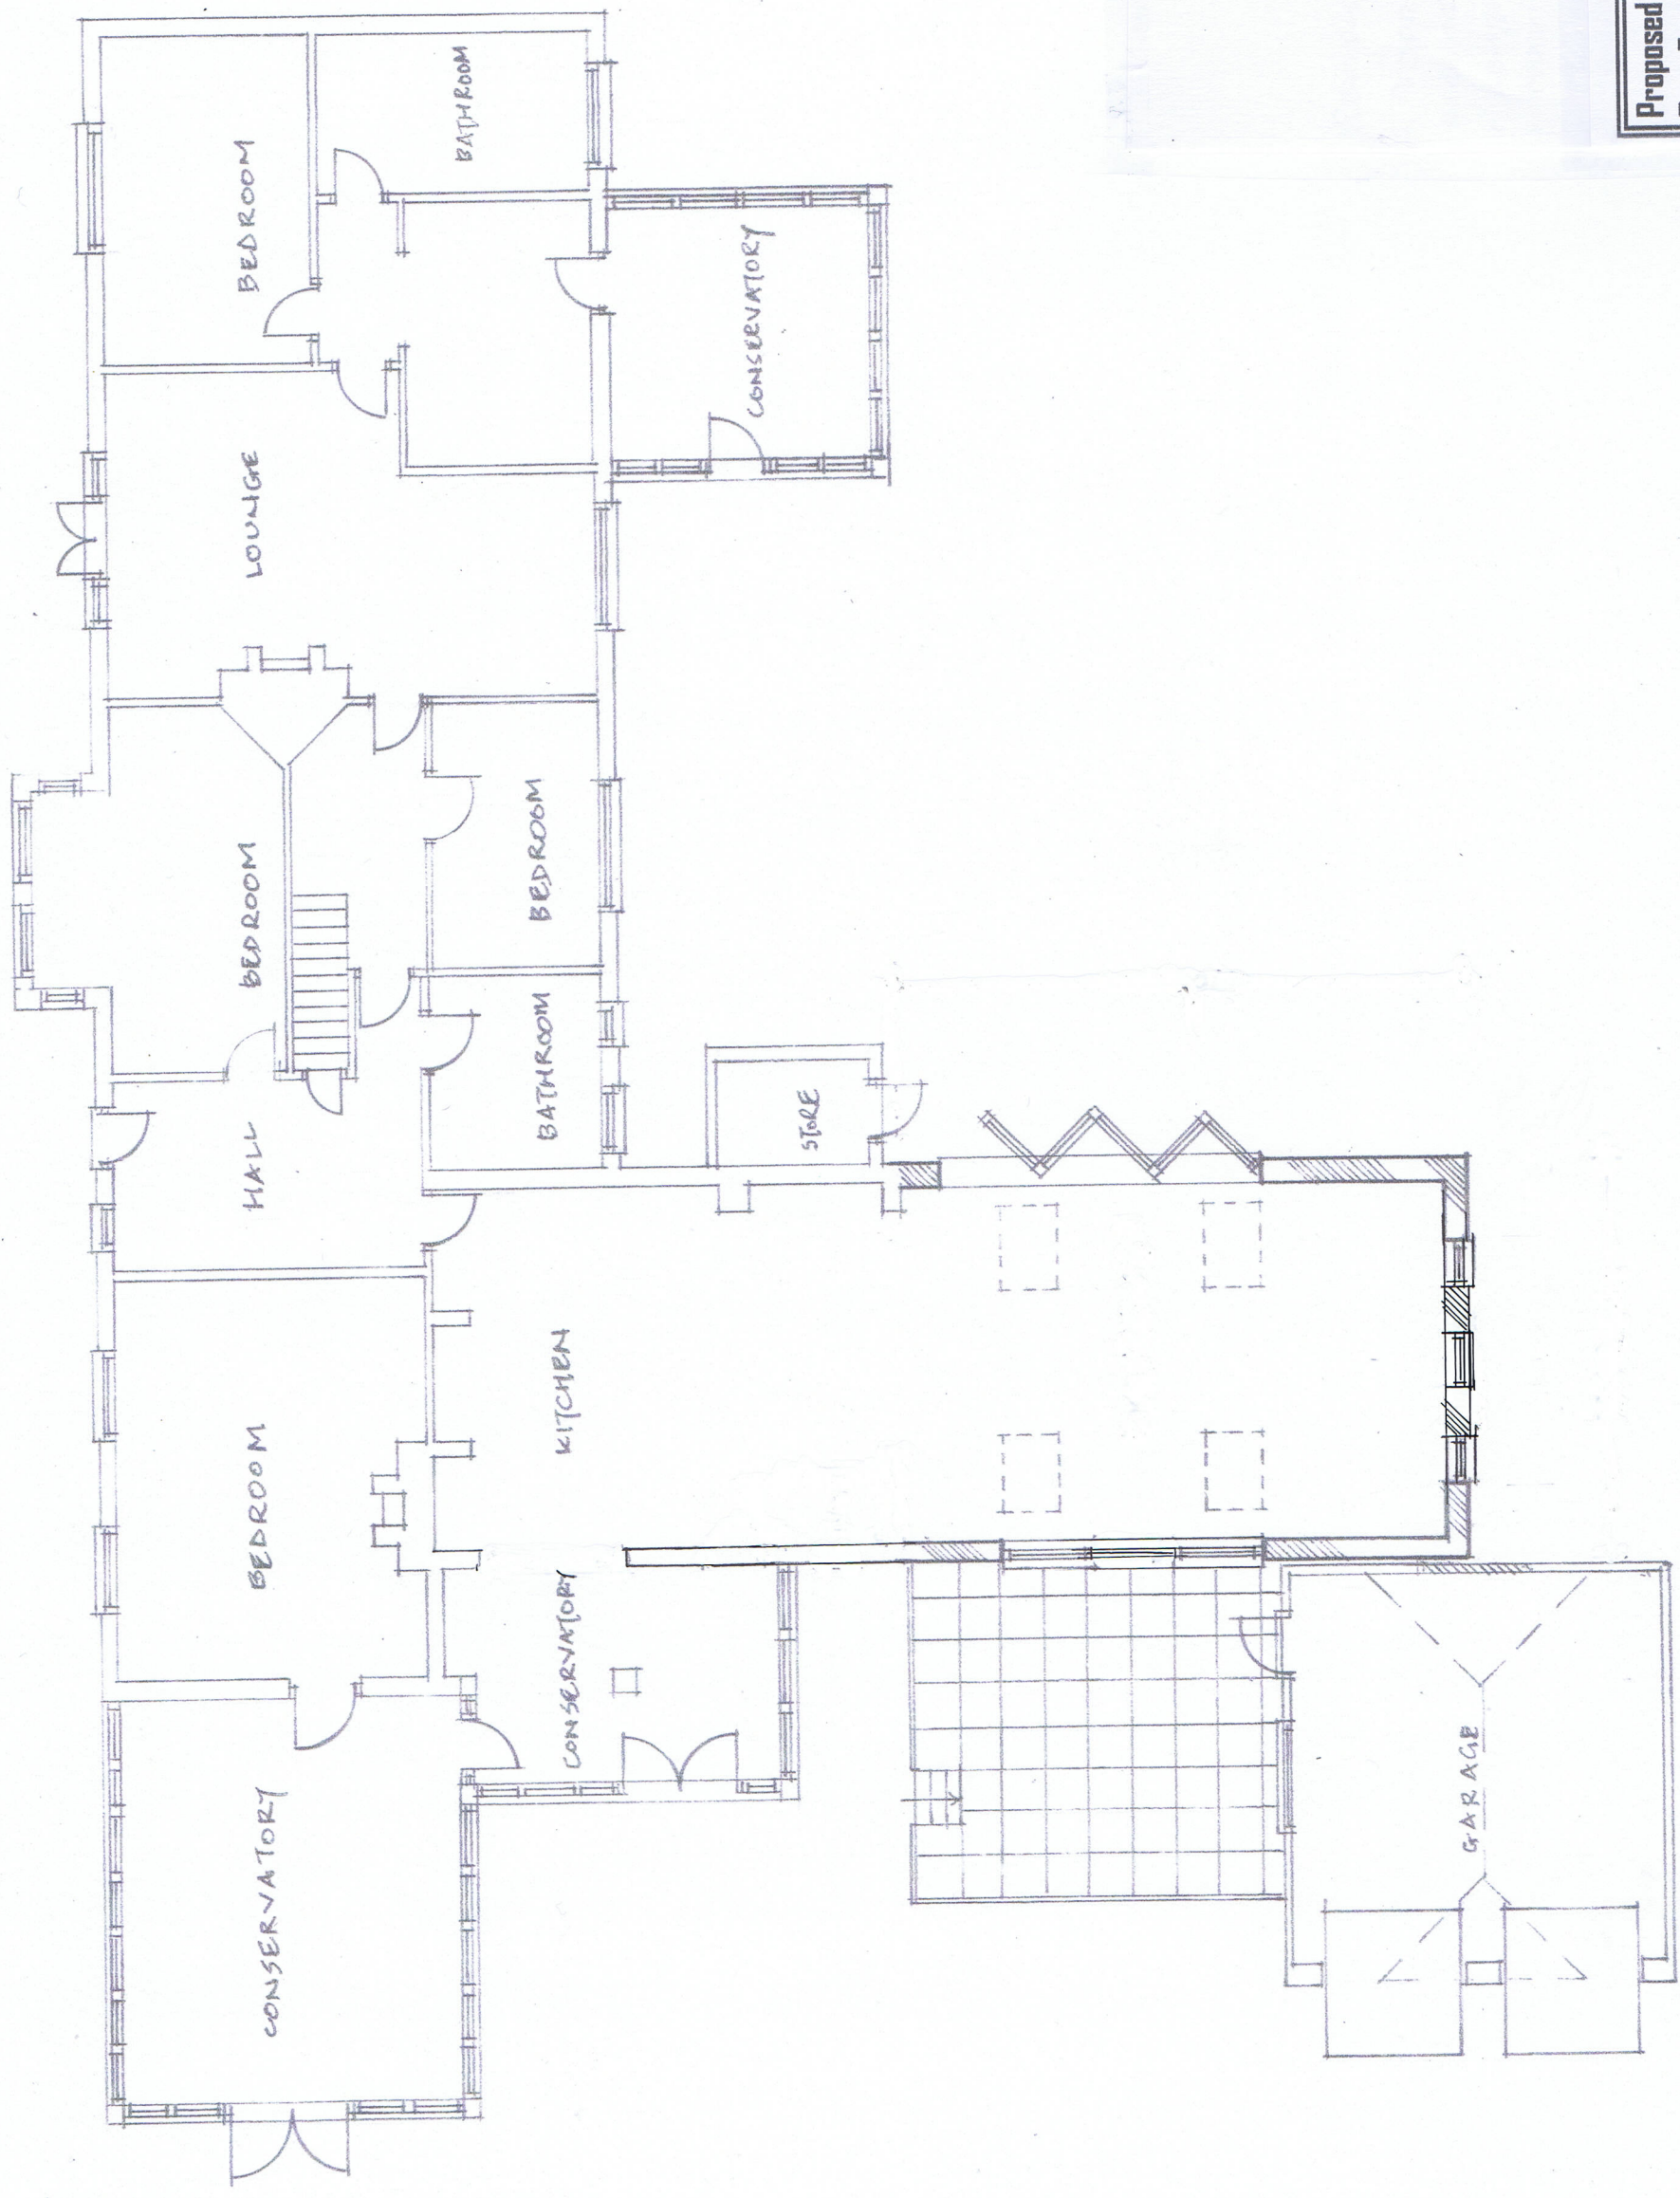 BEDROOM
BATHROOM
CONSERVATORY
LOUNGE
BEDROOM
BEDROOM
BATHROOM
HALL
STORE
KITCHEN
BEDROOM
CONSERVATORY
CONSERVATORY
GARAGE
Proposed